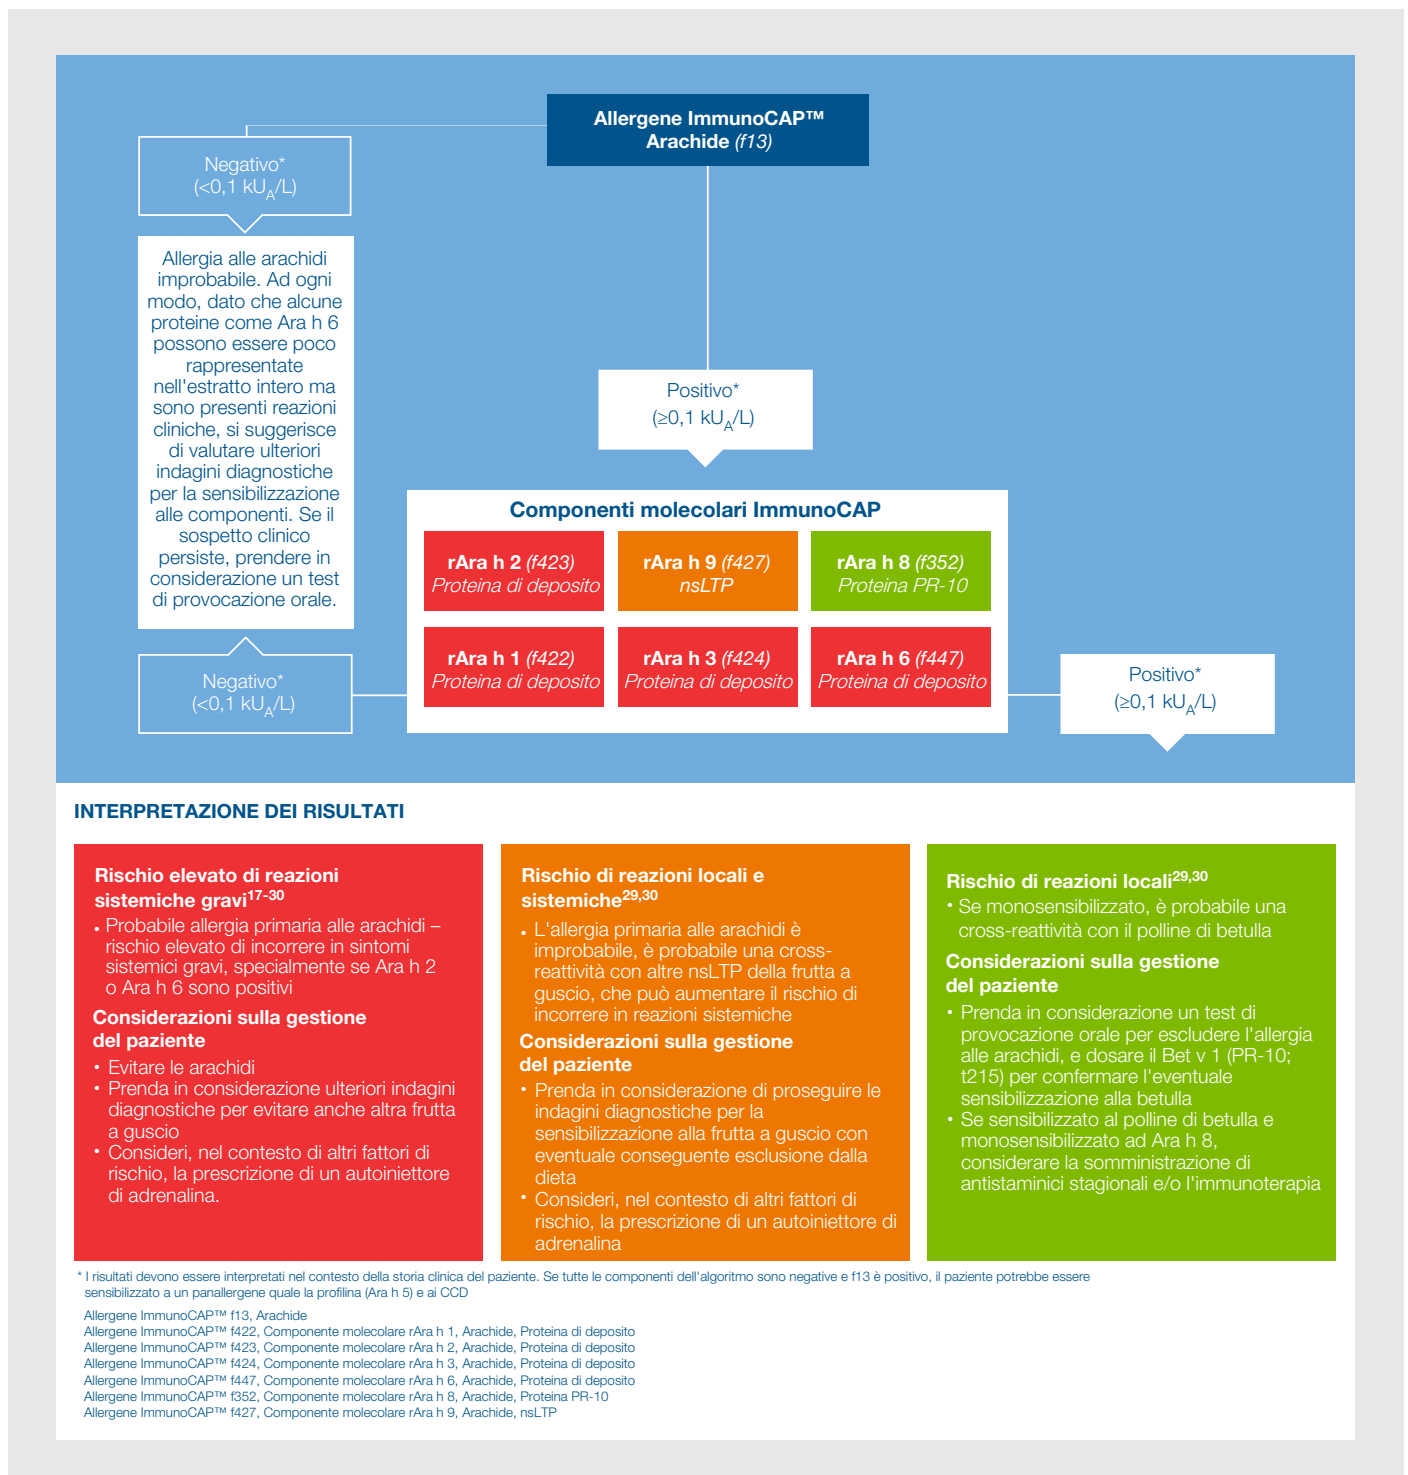 Allergene ImmunoCAP™
Arachide (f13)
Negativo*
(<0,1 kUA/L)
Allergia alle arachidi
improbabile. Ad ogni
modo, dato che alcune
proteine come Ara h 6
possono essere poco
rappresentate
nell'estratto intero ma
sono presenti reazioni
cliniche, si suggerisce
di valutare ulteriori
indagini diagnostiche
per la sensibilizzazione
alle componenti. Se il
sospetto clinico
persiste, prendere in
considerazione un test
di provocazione orale.
Positivo*
(≥0,1 kUA/L)
Componenti molecolari ImmunoCAP
rAra h 2 (f423)
Proteina di deposito
rAra h 9 (f427)
nsLTP
rAra h 8 (f352)
Proteina PR-10
rAra h 1 (f422)
Proteina di deposito
rAra h 3 (f424)
Proteina di deposito
rAra h 6 (f447)
Proteina di deposito
Negativo*
(<0,1 kUA/L)
Positivo*
(≥0,1 kUA/L)
INTERPRETAZIONE DEI RISULTATI
Rischio elevato di reazioni
sistemiche gravi17-30
• Probabile allergia primaria alle arachidi –
rischio elevato di incorrere in sintomi
sistemici gravi, specialmente se Ara h 2
o Ara h 6 sono positivi
Considerazioni sulla gestione
del paziente
• Evitare le arachidi
• Prenda in considerazione ulteriori indagini
diagnostiche per evitare anche altra frutta
a guscio
• Consideri, nel contesto di altri fattori di
rischio, la prescrizione di un autoiniettore
di adrenalina.
Rischio di reazioni locali e
sistemiche29,30
• L'allergia primaria alle arachidi è
improbabile, è probabile una cross-
reattività con altre nsLTP della frutta a
guscio, che può aumentare il rischio di
incorrere in reazioni sistemiche
Considerazioni sulla gestione
del paziente
• Prenda in considerazione di proseguire le
indagini diagnostiche per la
sensibilizzazione alla frutta a guscio con
eventuale conseguente esclusione dalla
dieta
• Consideri, nel contesto di altri fattori di
rischio, la prescrizione di un autoiniettore di
adrenalina
Rischio di reazioni locali29,30
• Se monosensibilizzato, è probabile una
cross-reattività con il polline di betulla
Considerazioni sulla gestione
del paziente
• Prenda in considerazione un test di
provocazione orale per escludere l'allergia
alle arachidi, e dosare il Bet v 1 (PR-10;
t215) per confermare l'eventuale
sensibilizzazione alla betulla
• Se sensibilizzato al polline di betulla e
monosensibilizzato ad Ara h 8,
considerare la somministrazione di
antistaminici stagionali e/o l'immunoterapia
* I risultati devono essere interpretati nel contesto della storia clinica del paziente. Se tutte le componenti dell'algoritmo sono negative e f13 è positivo, il paziente potrebbe essere
sensibilizzato a un panallergene quale la profilina (Ara h 5) e ai CCD
Allergene ImmunoCAP™ f13, Arachide
Allergene ImmunoCAP™ f422, Componente molecolare rAra h 1, Arachide, Proteina di deposito
Allergene ImmunoCAP™ f423, Componente molecolare rAra h 2, Arachide, Proteina di deposito
Allergene ImmunoCAP™ f424, Componente molecolare rAra h 3, Arachide, Proteina di deposito
Allergene ImmunoCAP™ f447, Componente molecolare rAra h 6, Arachide, Proteina di deposito
Allergene ImmunoCAP™ f352, Componente molecolare rAra h 8, Arachide, Proteina PR-10
Allergene ImmunoCAP™ f427, Componente molecolare rAra h 9, Arachide, nsLTP